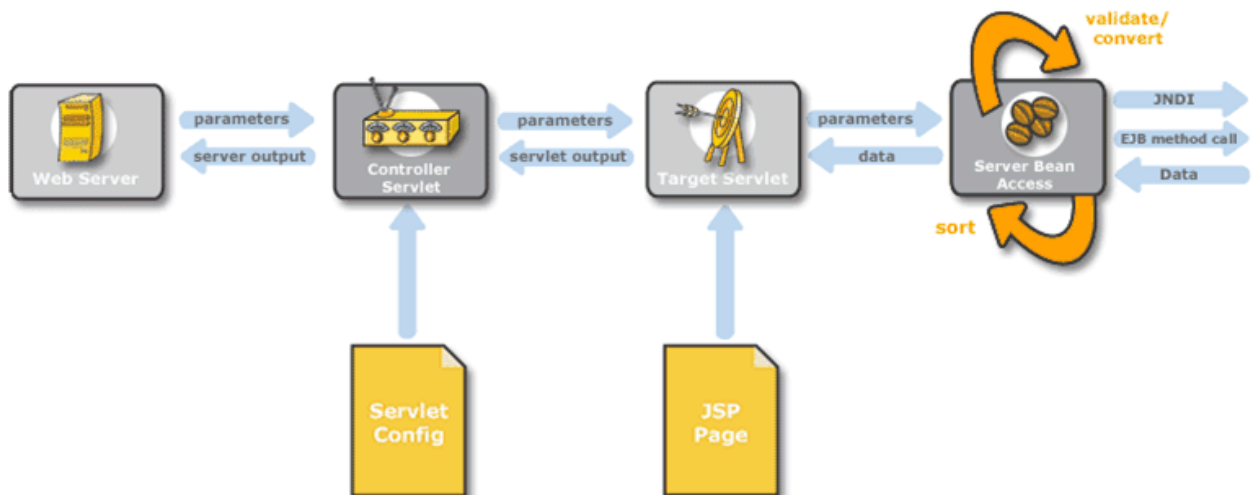 validate/
convert
parameters
server output
Web Server
Controller
Servlet
parameters
servlet output
Target Servlet
parameters
data
Server Bean
Access
JNDI
EJB method call
Data
sort
Servlet
Config
JSP
Page